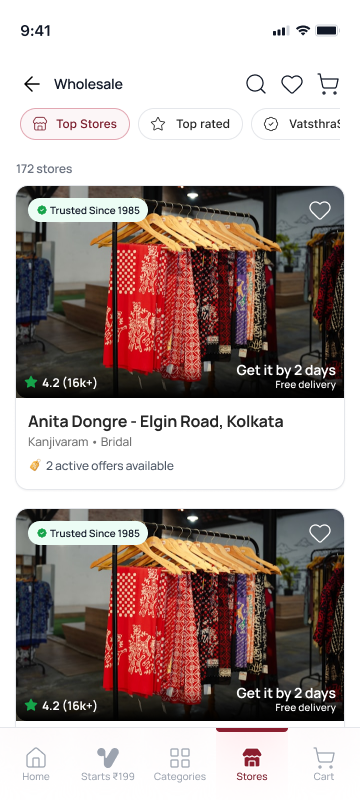 9:41
Wholesale
Top Stores
Top rated
VatsthraS
172 stores
Trusted Since 1985
4.2 (16k+)
Get it by 2 days
Free delivery
Anita Dongre - Elgin Road, Kolkata
Kanjivaram • Bridal
2 active offers available
Trusted Since 1985
4.2 (16k+)
Get it by 2 days
Free delivery
Home
Starts ₹199
Categories
Stores
Cart